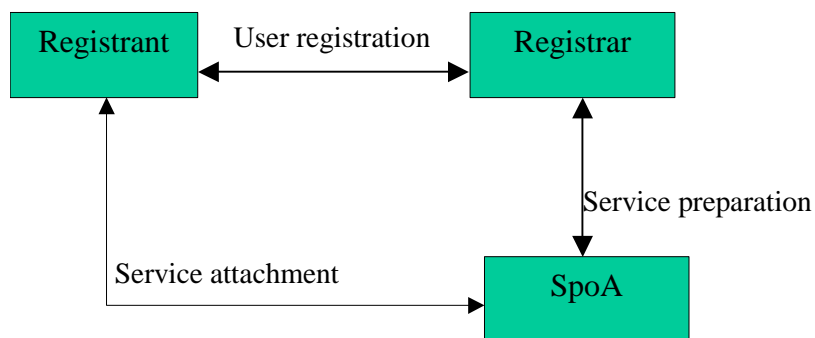 Registrant
User registration
Registrar
Service preparation
Service attachment
SpoA